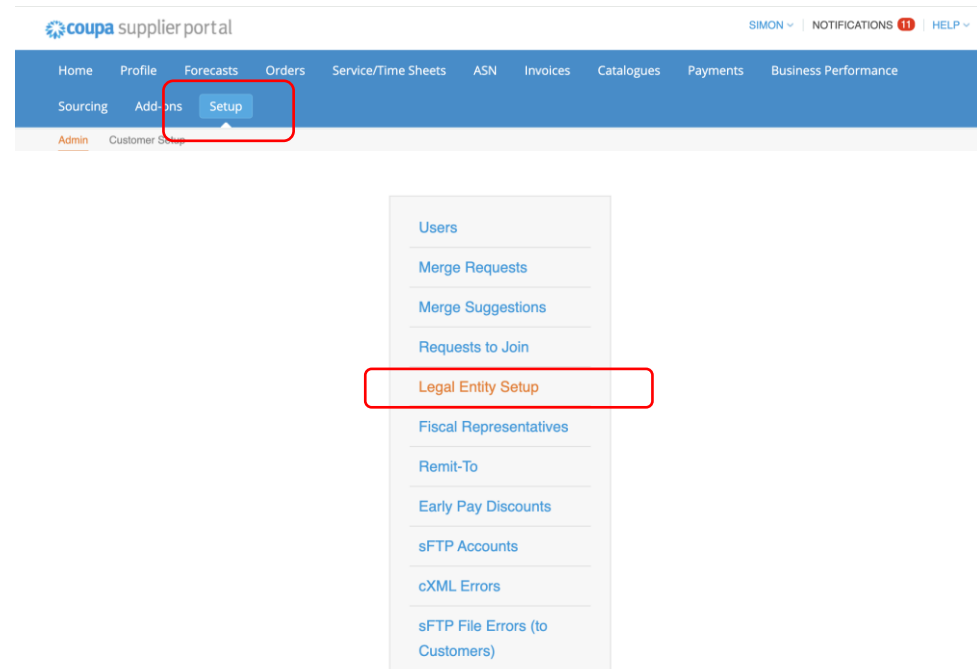 coupa supplier portal
SIMON NOTIFICATIONS 11 HELP
Home Profile Forecasts Orders Service/Time Sheets ASN Invoices Catalogues Payments Business Performance
Sourcing Add-ons Setup
Admin Customer Setup
Users
Merge Requests
Merge Suggestions
Requests to Join
Legal Entity Setup
Fiscal Representatives
Remit-To
Early Pay Discounts
sFTP Accounts
cXML Errors
sFTP File Errors (to
Customers)